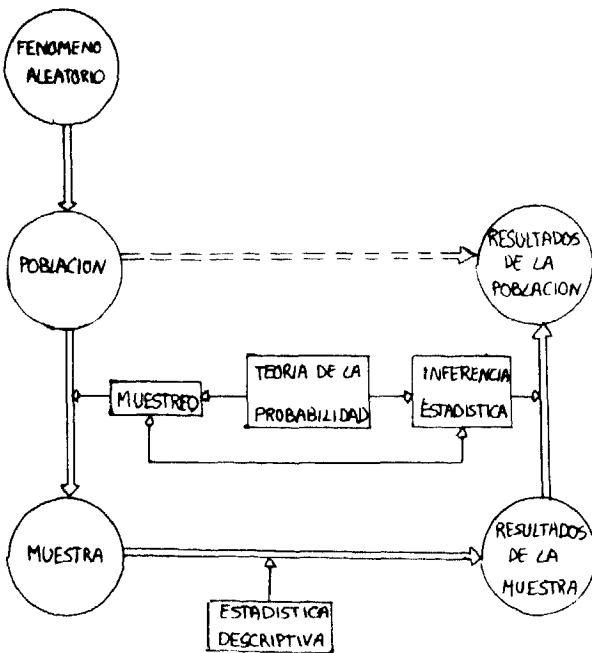 FENOMENO
ALEATORIO
POBLACION
RESULTADOS
DE LA
POBLACION
MUESTREO
TEORIA DE LA
PROBABILIDAD
INFERENCIA
ESTADISTICA
MUESTRA
RESULTADOS
DE LA
MUESTRA
ESTADISTICA
DESCRIPTIVA